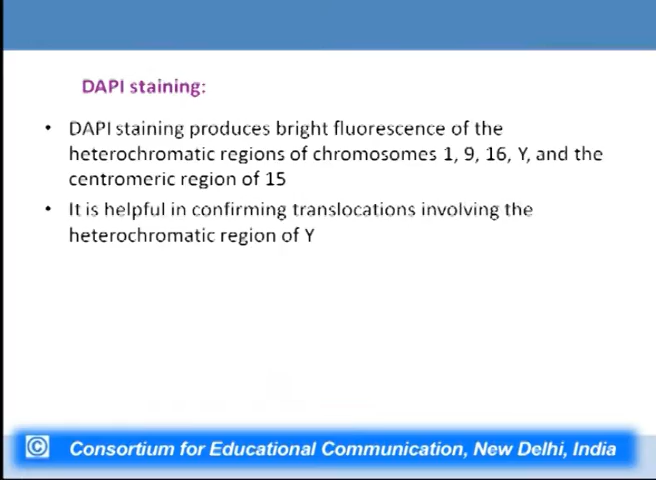 DAPI staining:
• DAPI staining produces bright fluorescence of the
heterochromatic regions of chromosomes 1, 9, 16, Y, and the
centromeric region of 15
• It is helpful in confirming translocations involving the
heterochromatic region of Y
© Consortium for Educational Communication, New Delhi, India